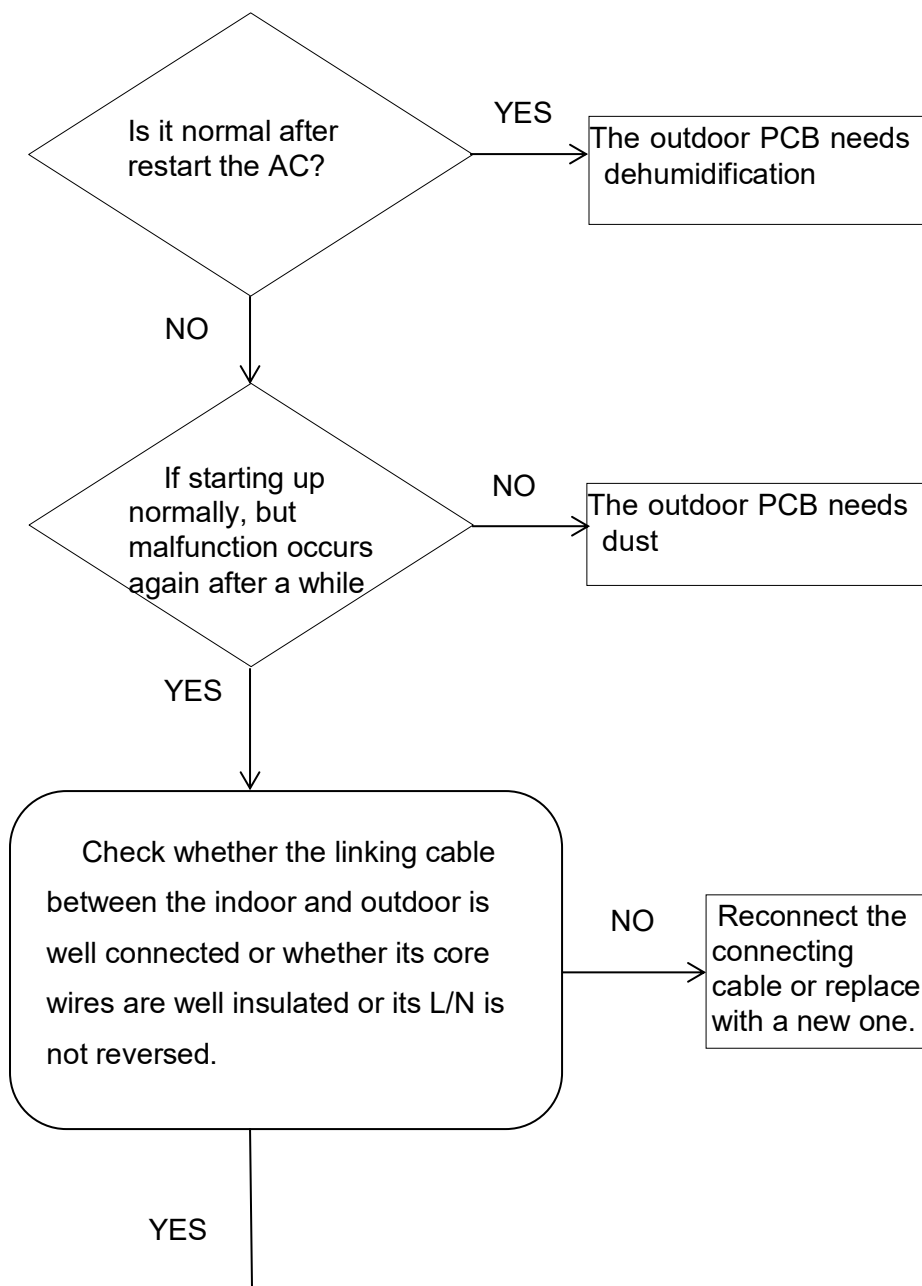 Is it normal after
restart the AC?
YES
The outdoor PCB needs
dehumidification
NO
If starting up
normally, but
malfunction occurs
again after a while
NO
The outdoor PCB needs
dust
YES
Check whether the linking cable
between the indoor and outdoor is
well connected or whether its core
wires are well insulated or its L/N is
not reversed.
NO
Reconnect the
connecting
cable or replace
with a new one.
YES